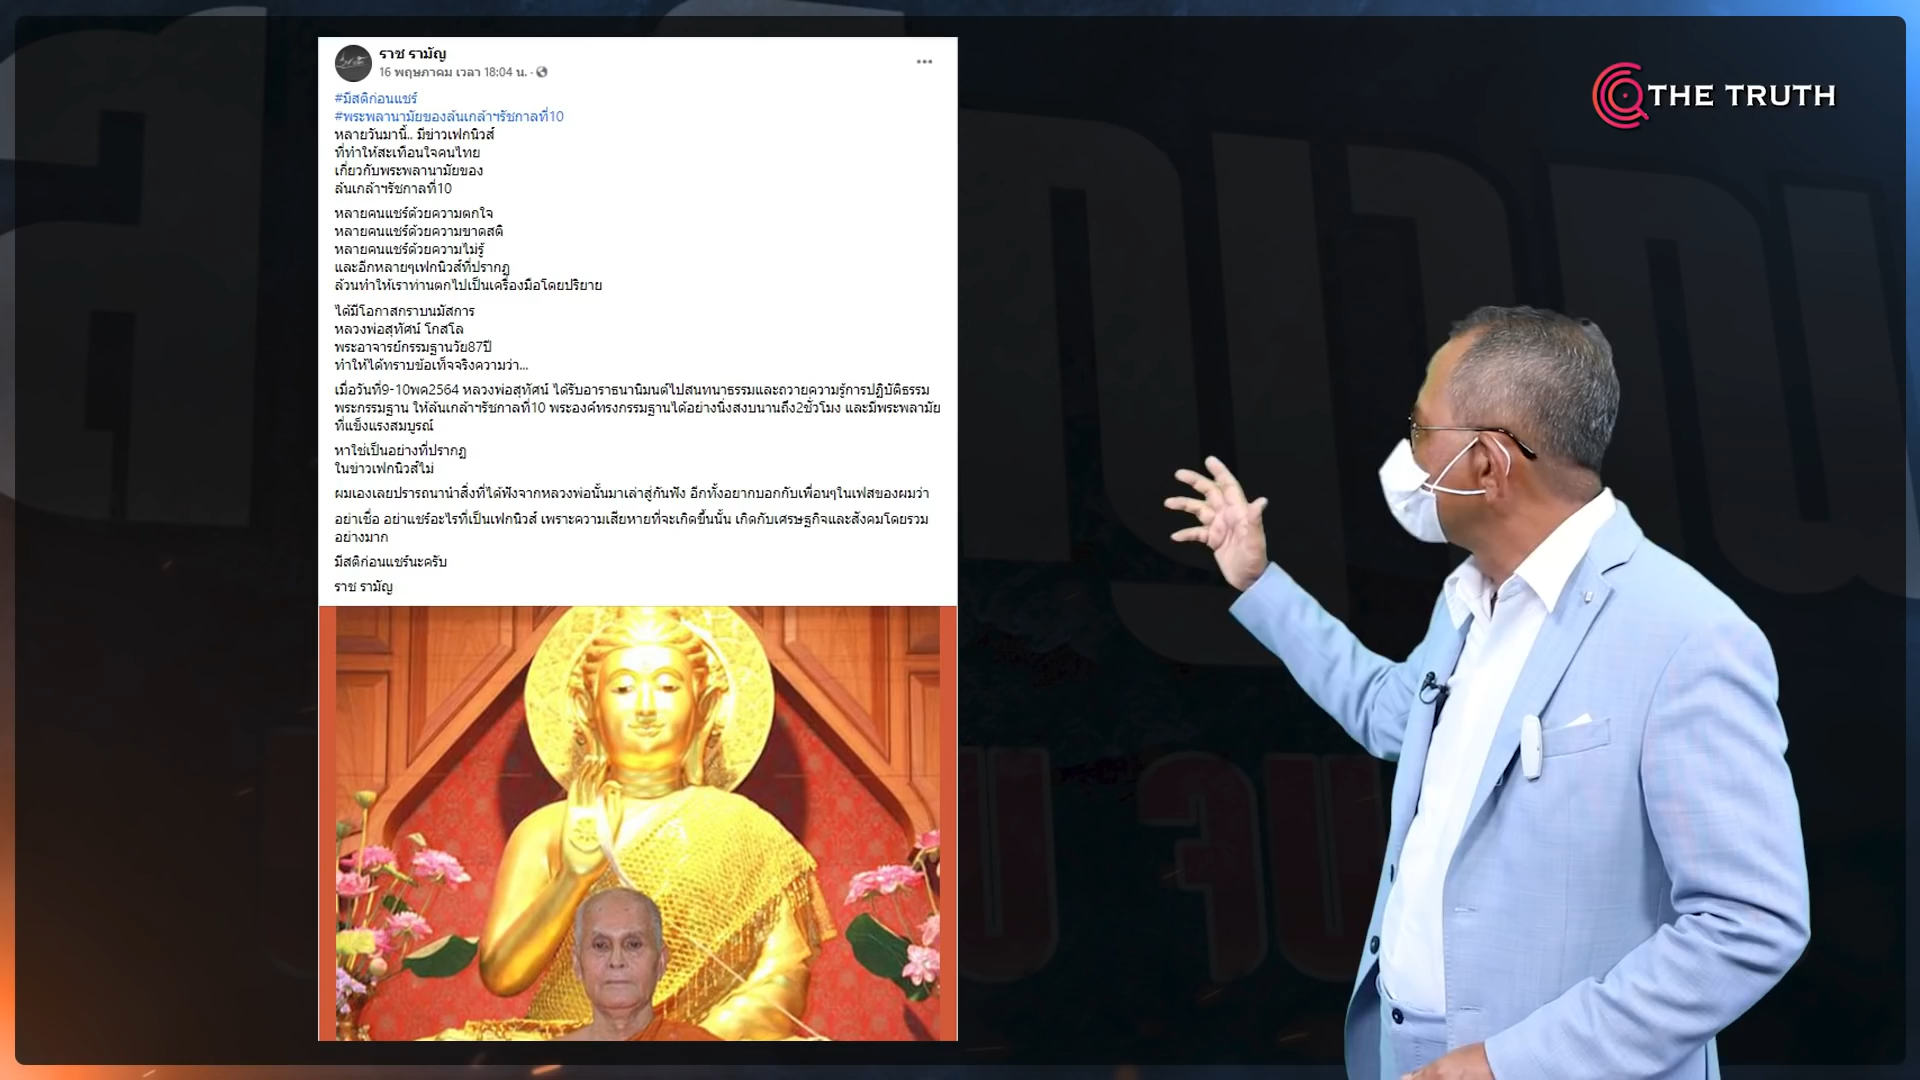 ราช รามัญ
16 พฤษภาคม เวลา 18:04 น. ·
#มีสติก่อนแชร์
#พระพลานามัยของล้นเกล้าฯรัชกาลที่10
หลายวันมานี้.. มีข่าวเฟกนิวส์
ที่ทำให้สะเทือนใจคนไทย
เกี่ยวกับพระพลานามัยของ
ล้นเกล้าฯรัชกาลที่10
หลายคนแชร์ด้วยความตกใจ
หลายคนแชร์ด้วยความขาดสติ
หลายคนแชร์ด้วยความไม่รู้
และอีกหลายๆเฟกนิวส์ที่ปรากฏ
ล้วนทำให้เราท่านตกไปเป็นเครื่องมือโดยปริยาย
ได้มีโอกาสกราบนมัสการ
หลวงพ่อสุทัศน์ โกสโล
พระอาจารย์กรรมฐานวัย87ปี
ทำให้ได้ทราบข้อเท็จจริงความว่า...
เมื่อวันที่9-10พค2564 หลวงพ่อสุทัศน์ ได้รับอาราธนานิมนต์ไปสนทนาธรรมและถวายความรู้การปฏิบัติธรรม
พระกรรมฐาน ให้ล้นเกล้าฯรัชกาลที่10 พระองค์ทรงกรรมฐานได้อย่างนิ่งสงบนานถึง2ชั่วโมง และมีพระพลามัย
ที่แข็งแรงสมบูรณ์
หาใช่เป็นอย่างที่ปรากฏ
ในข่าวเฟกนิวส์ไม่
ผมเองเลยปรารถนานำสิ่งที่ได้ฟังจากหลวงพ่อนั้นมาเล่าสู่กันฟัง อีกทั้งอยากบอกกับเพื่อนๆในเฟสของผมว่า
อย่าเชื่อ อย่าแชร์อะไรที่เป็นเฟกนิวส์ เพราะความเสียหายที่จะเกิดขึ้นนั้น เกิดกับเศรษฐกิจและสังคมโดยรวม
อย่างมาก
มีสติก่อนแชร์นะครับ
ราช รามัญ
THE TRUTH